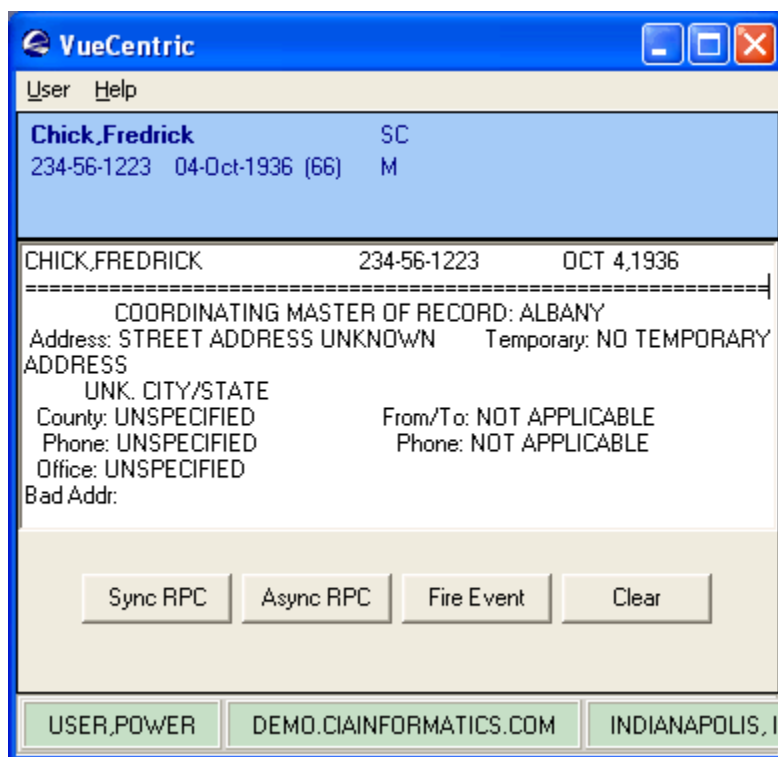 VueCentric
User Help
Chick,Fredrick SC
234-56-1223 04-Oct-1936 (66) M
CHICK,FREDRICK 234-56-1223 OCT 4,1936
=================================================================
COORDINATING MASTER OF RECORD: ALBANY
Address: STREET ADDRESS UNKNOWN Temporary: NO TEMPORARY
ADDRESS
UNK. CITY/STATE
County: UNSPECIFIED From/To: NOT APPLICABLE
Phone: UNSPECIFIED Phone: NOT APPLICABLE
Office: UNSPECIFIED
Bad Addr:
Sync RPC Async RPC Fire Event Clear
USER,POWER DEMO.CIAINFORMATICS.COM INDIANAPOLIS,